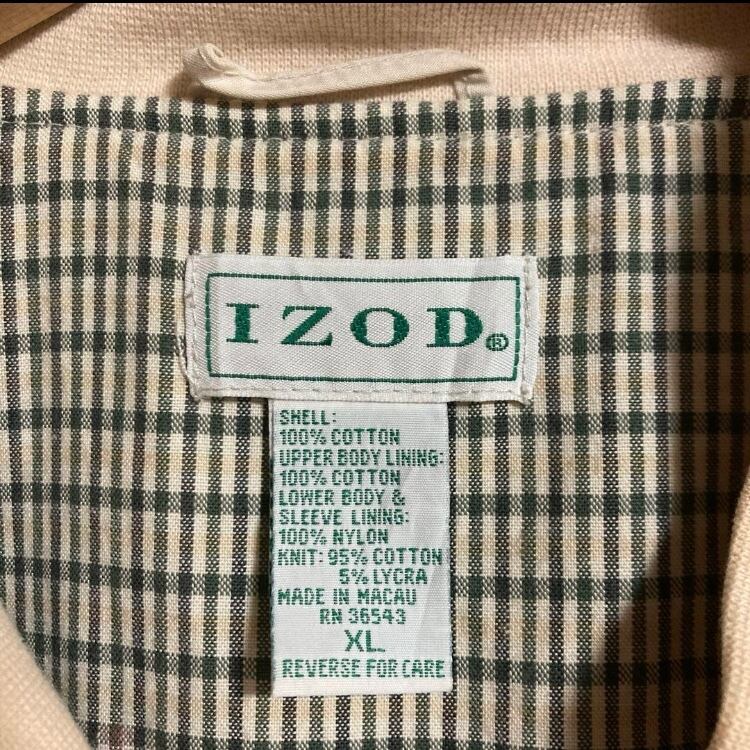 IZOD®
SHELL:
100% COTTON
UPPER BODY LINING:
100% COTTON
LOWER BODY &
SLEEVE LINING:
100% NYLON
KNIT: 95% COTTON
5% LYCRA
MADE IN MACAU
RN 36543
XL
REVERSE FOR CARE